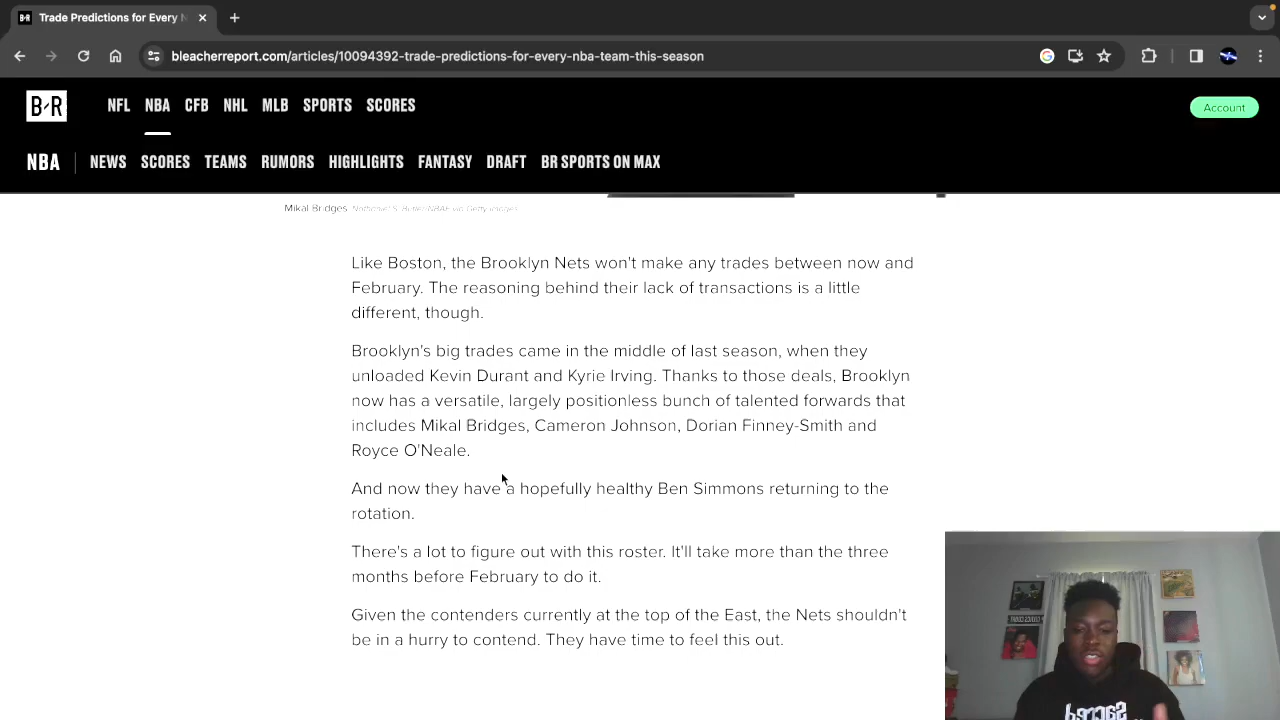 Trade Predictions for Every N
bleacherreport.com/articles/10094392-trade-predictions-for-every-nba-team-this-season
B/R NFL NBA CFB NHL MLB SPORTS SCORES
Account
NBA NEWS SCORES TEAMS RUMORS HIGHLIGHTS FANTASY DRAFT BR SPORTS ON MAX
Mikal Bridges Nathaniel S. Butler/NBAE via Getty Images
Like Boston, the Brooklyn Nets won't make any trades between now and
February. The reasoning behind their lack of transactions is a little
different, though.
Brooklyn's big trades came in the middle of last season, when they
unloaded Kevin Durant and Kyrie Irving. Thanks to those deals, Brooklyn
now has a versatile, largely positionless bunch of talented forwards that
includes Mikal Bridges, Cameron Johnson, Dorian Finney-Smith and
Royce O'Neale.
And now they have a hopefully healthy Ben Simmons returning to the
rotation.
There's a lot to figure out with this roster. It'll take more than the three
months before February to do it.
Given the contenders currently at the top of the East, the Nets shouldn't
be in a hurry to contend. They have time to feel this out.